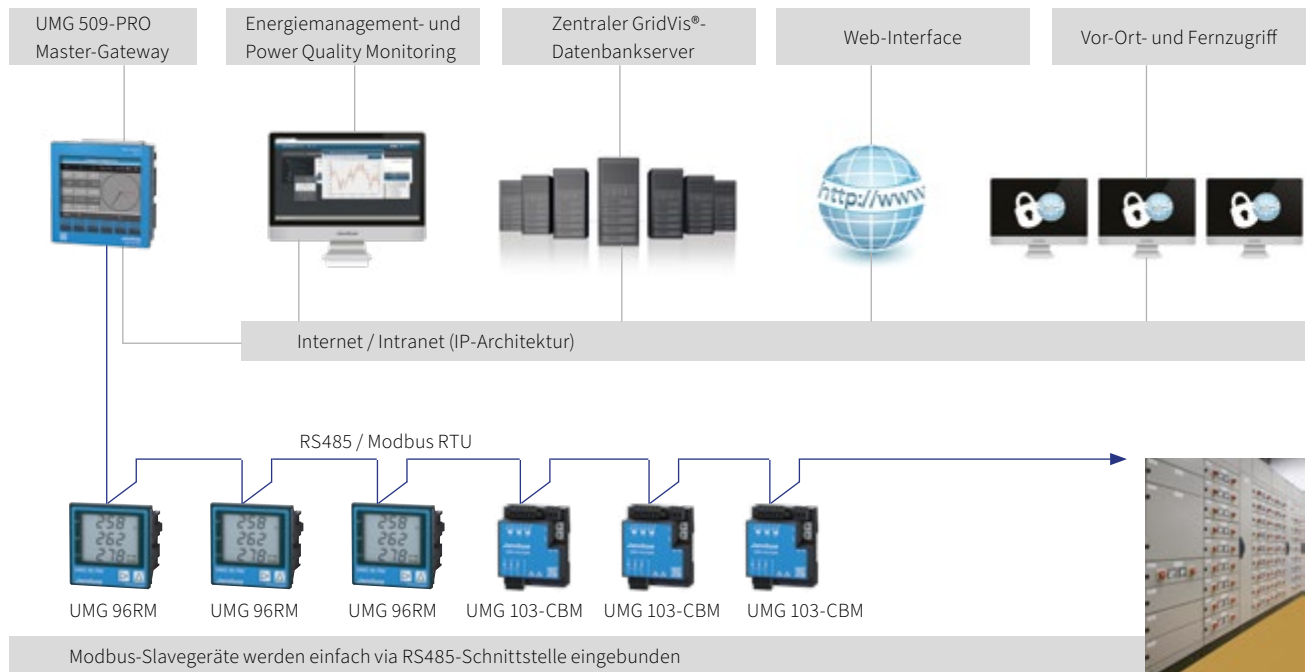 UMG 509-PRO
Master-Gateway
Energiemanagement- und
Power Quality Monitoring
Zentraler GridVis®-
Datenbankserver
Web-Interface
Vor-Ort- und Fernzugriff
http://www
Internet / Intranet (IP-Architektur)
RS485 / Modbus RTU
258
262
278
258
262
278
258
262
278
UMG 96RM
UMG 96RM
UMG 96RM
UMG 103-CBM
UMG 103-CBM
UMG 103-CBM
Modbus-Slavegeräte werden einfach via RS485-Schnittstelle eingebunden